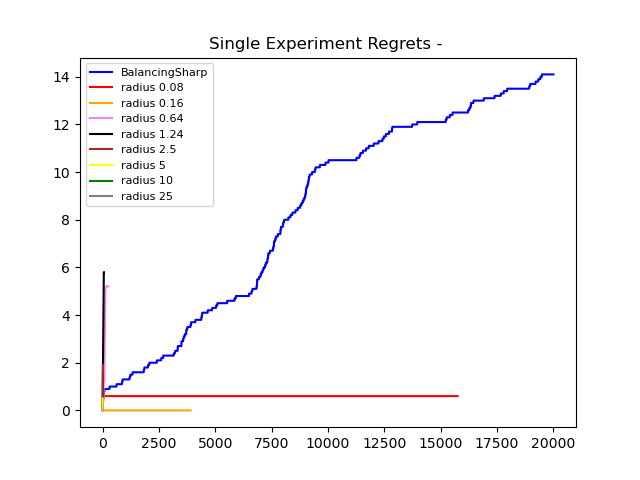 Single Experiment Regrets -
BalancingSharp
radius 0.08
radius 0.16
radius 0.64
radius 1.24
radius 2.5
radius 5
radius 10
radius 25
14
12
10
8
6
4
2
0
0 2500 5000 7500 10000 12500 15000 17500 20000